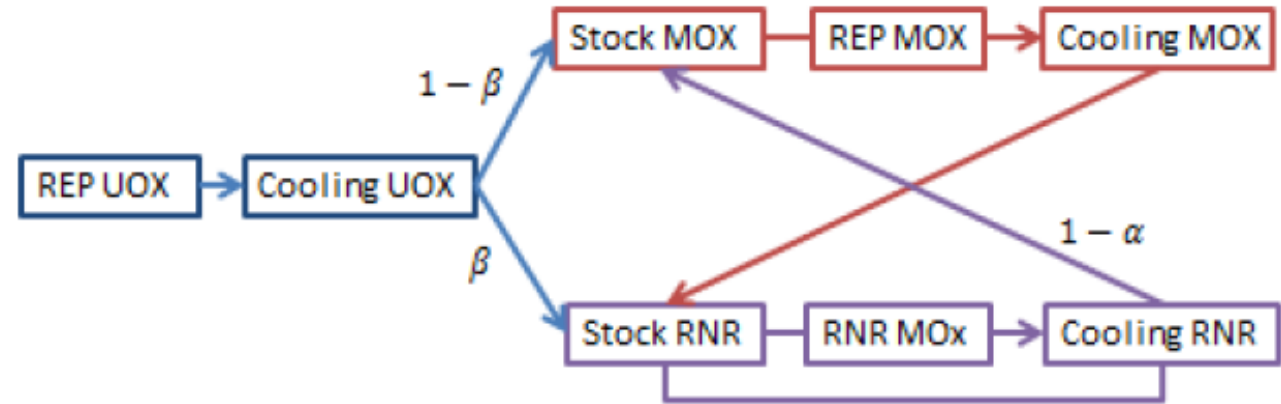 Stock MOX
REP MOX
Cooling MOX
1 − β
REP UOX
Cooling UOX
1 − α
β
Stock RNR
RNR MOx
Cooling RNR